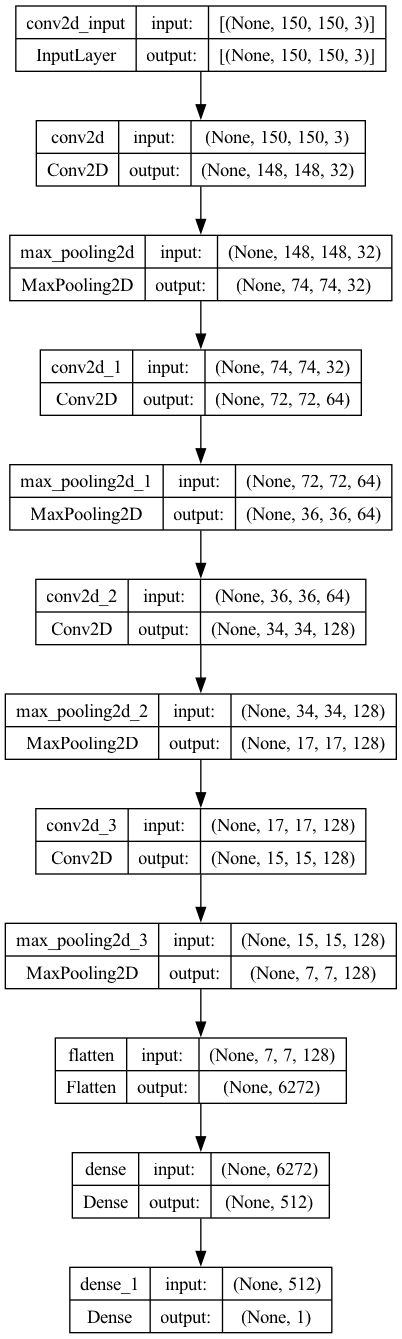 conv2d_input input: [(None, 150, 150, 3)]
InputLayer output: [(None, 150, 150, 3)]
conv2d input: (None, 150, 150, 3)
Conv2D output: (None, 148, 148, 32)
max_pooling2d input: (None, 148, 148, 32)
MaxPooling2D output: (None, 74, 74, 32)
conv2d_1 input: (None, 74, 74, 32)
Conv2D output: (None, 72, 72, 64)
max_pooling2d_1 input: (None, 72, 72, 64)
MaxPooling2D output: (None, 36, 36, 64)
conv2d_2 input: (None, 36, 36, 64)
Conv2D output: (None, 34, 34, 128)
max_pooling2d_2 input: (None, 34, 34, 128)
MaxPooling2D output: (None, 17, 17, 128)
conv2d_3 input: (None, 17, 17, 128)
Conv2D output: (None, 15, 15, 128)
max_pooling2d_3 input: (None, 15, 15, 128)
MaxPooling2D output: (None, 7, 7, 128)
flatten input: (None, 7, 7, 128)
Flatten output: (None, 6272)
dense input: (None, 6272)
Dense output: (None, 512)
dense_1 input: (None, 512)
Dense output: (None, 1)